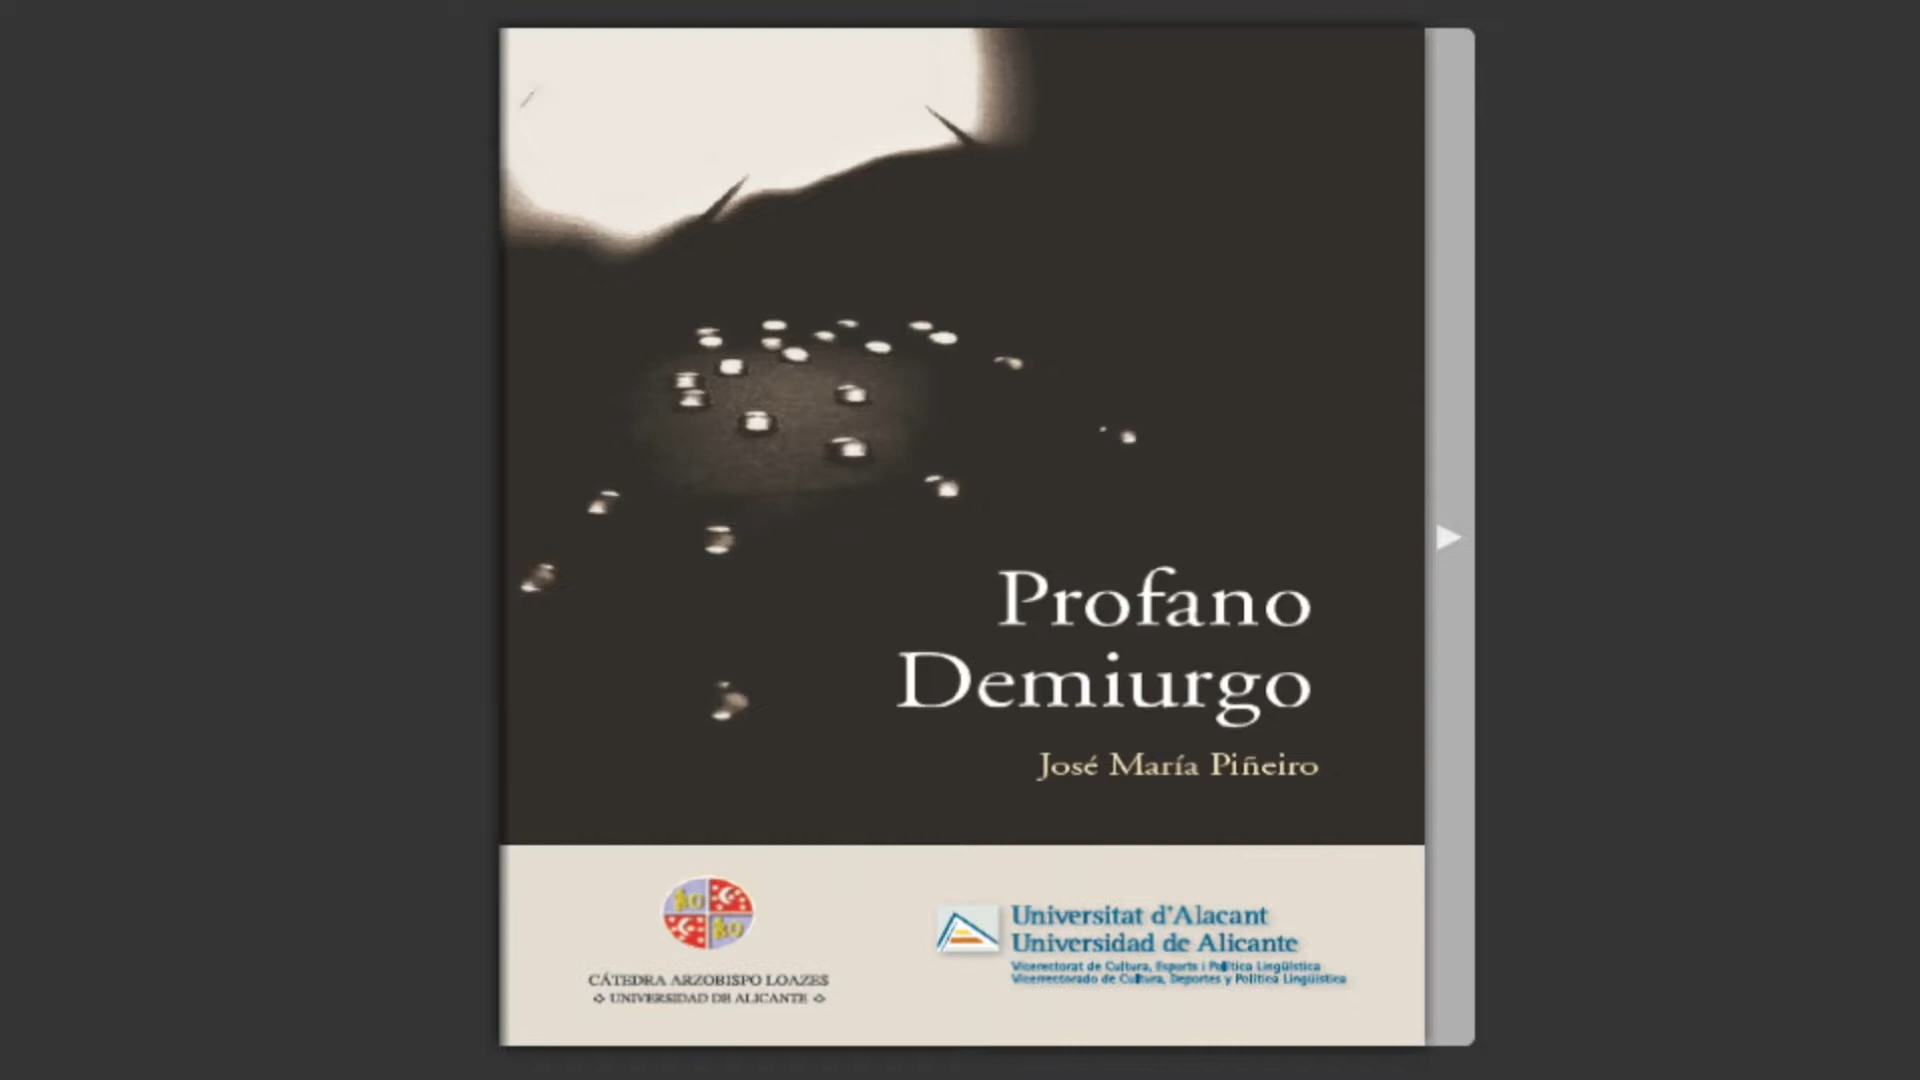 Profano
Demiurgo
José María Piñeiro
CÁTEDRA ARZOBISPO LOAZES
UNIVERSIDAD DE ALICANTE
Universitat d'Alacant
Universidad de Alicante
Vicerectorat de Cultura, Esports i Política Lingüística
Vicerrectorado de Cultura, Deportes y Política Lingüística